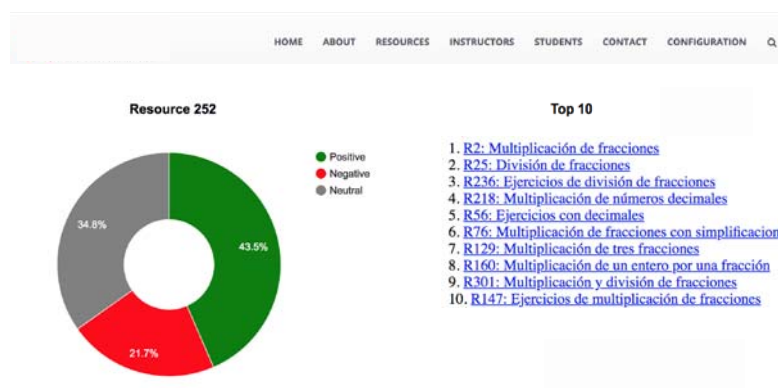 HOME ABOUT RESOURCES INSTRUCTORS STUDENTS CONTACT CONFIGURATION
Resource 252
Positive
Negative
Neutral
34.8%
43.5%
21.7%
Top 10
1. R2: Multiplicación de fracciones
2. R25: División de fracciones
3. R236: Ejercicios de división de fracciones
4. R218: Multiplicación de números decimales
5. R56: Ejercicios con decimales
6. R76: Multiplicación de fracciones con simplificacion
7. R129: Multiplicación de tres fracciones
8. R160: Multiplicación de un entero por una fracción
9. R301: Multiplicación y división de fracciones
10. R147: Ejercicios de multiplicación de fracciones